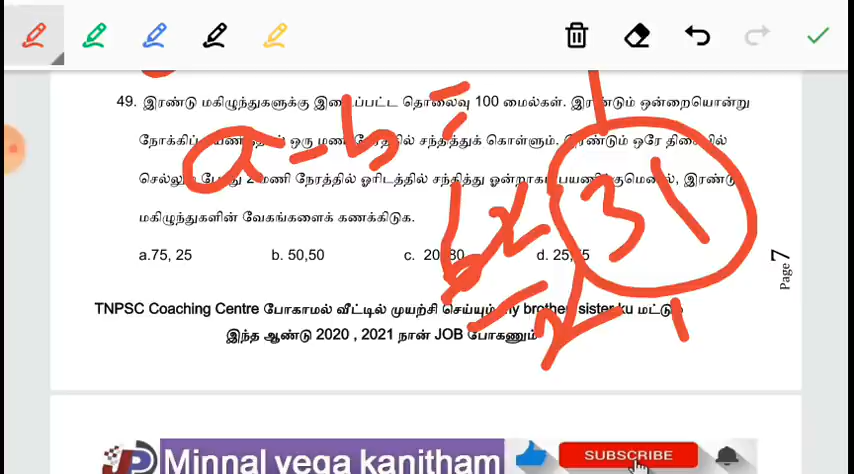 49. இரண்டு மகிழுந்துகளுக்கு இடைப்பட்ட தொலைவு 100 மைல்கள். இரண்டும் ஒன்றையொன்று
நோக்கிப் ஒரு மணி நேரத்தில் சந்தித்துக் கொள்ளும். இரண்டும் ஒரே திசையில்
செல்லும் போது 2 மணி நேரத்தில் ஓரிடத்தில் சந்தித்து ஒன்றாகப் பயணிக்குமெனில், இரண்டு
மகிழுந்துகளின் வேகங்களைக் கணக்கிடுக.
a.75, 25 b. 50,50 c. 20,80 d. 25,
a - b =
31
TNPSC Coaching Centre போகாமல் வீட்டில் முயற்சி செய்யும் my brother sister ku மட்டும்
இந்த ஆண்டு 2020 , 2021 நான் JOB போகணும்
Page 7
JP Minnal vega kanitham
SUBSCRIBE